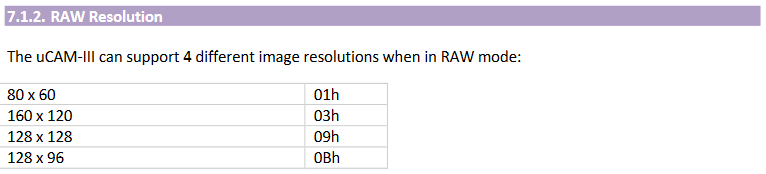 7.1.2. RAW Resolution
The uCAM-III can support 4 different image resolutions when in RAW mode:
80 x 60 01h
160 x 120 03h
128 x 128 09h
128 x 96 0Bh